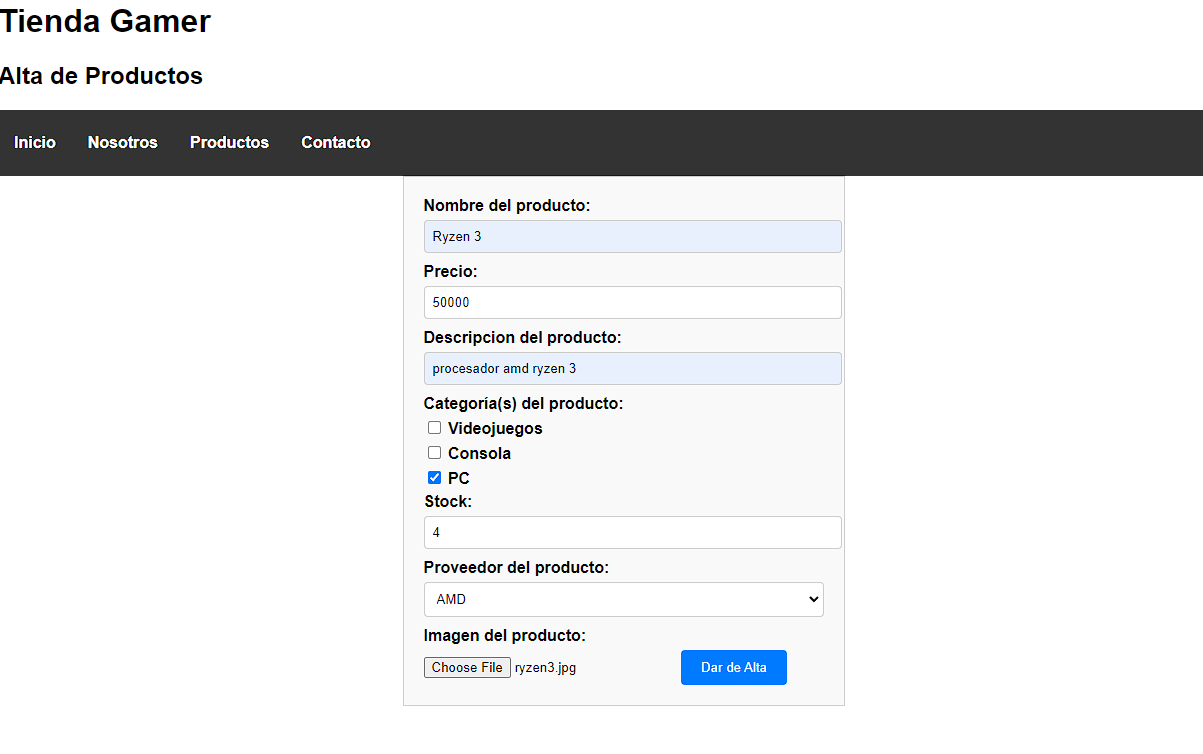 Tienda Gamer
Alta de Productos
Inicio Nosotros Productos Contacto
Nombre del producto:
Ryzen 3
Precio:
50000
Descripcion del producto:
procesador amd ryzen 3
Categoría(s) del producto:
Videojuegos
Consola
PC
Stock:
4
Proveedor del producto:
AMD
Imagen del producto:
Choose File ryzen3.jpg Dar de Alta